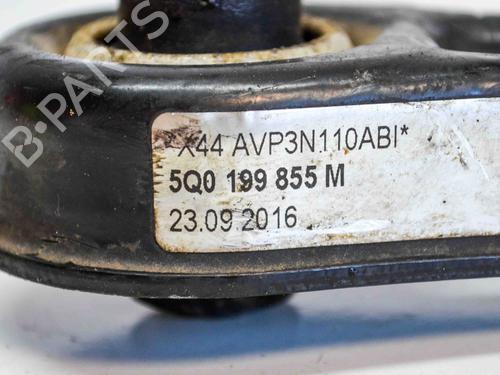 B-PARTS
*X44 AVP3N110ABI*
5Q0 199 855 M
23.09.2016